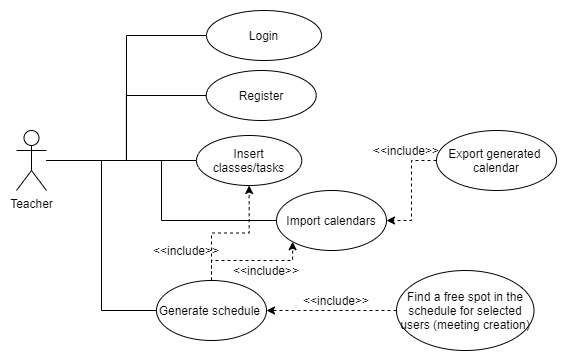 Login
Register
Insert
classes/tasks
<<include>>
Export generated
calendar
Teacher
Import calendars
<<include>>
<<include>>
Generate schedule
<<include>>
Find a free spot in the
schedule for selected
users (meeting creation)